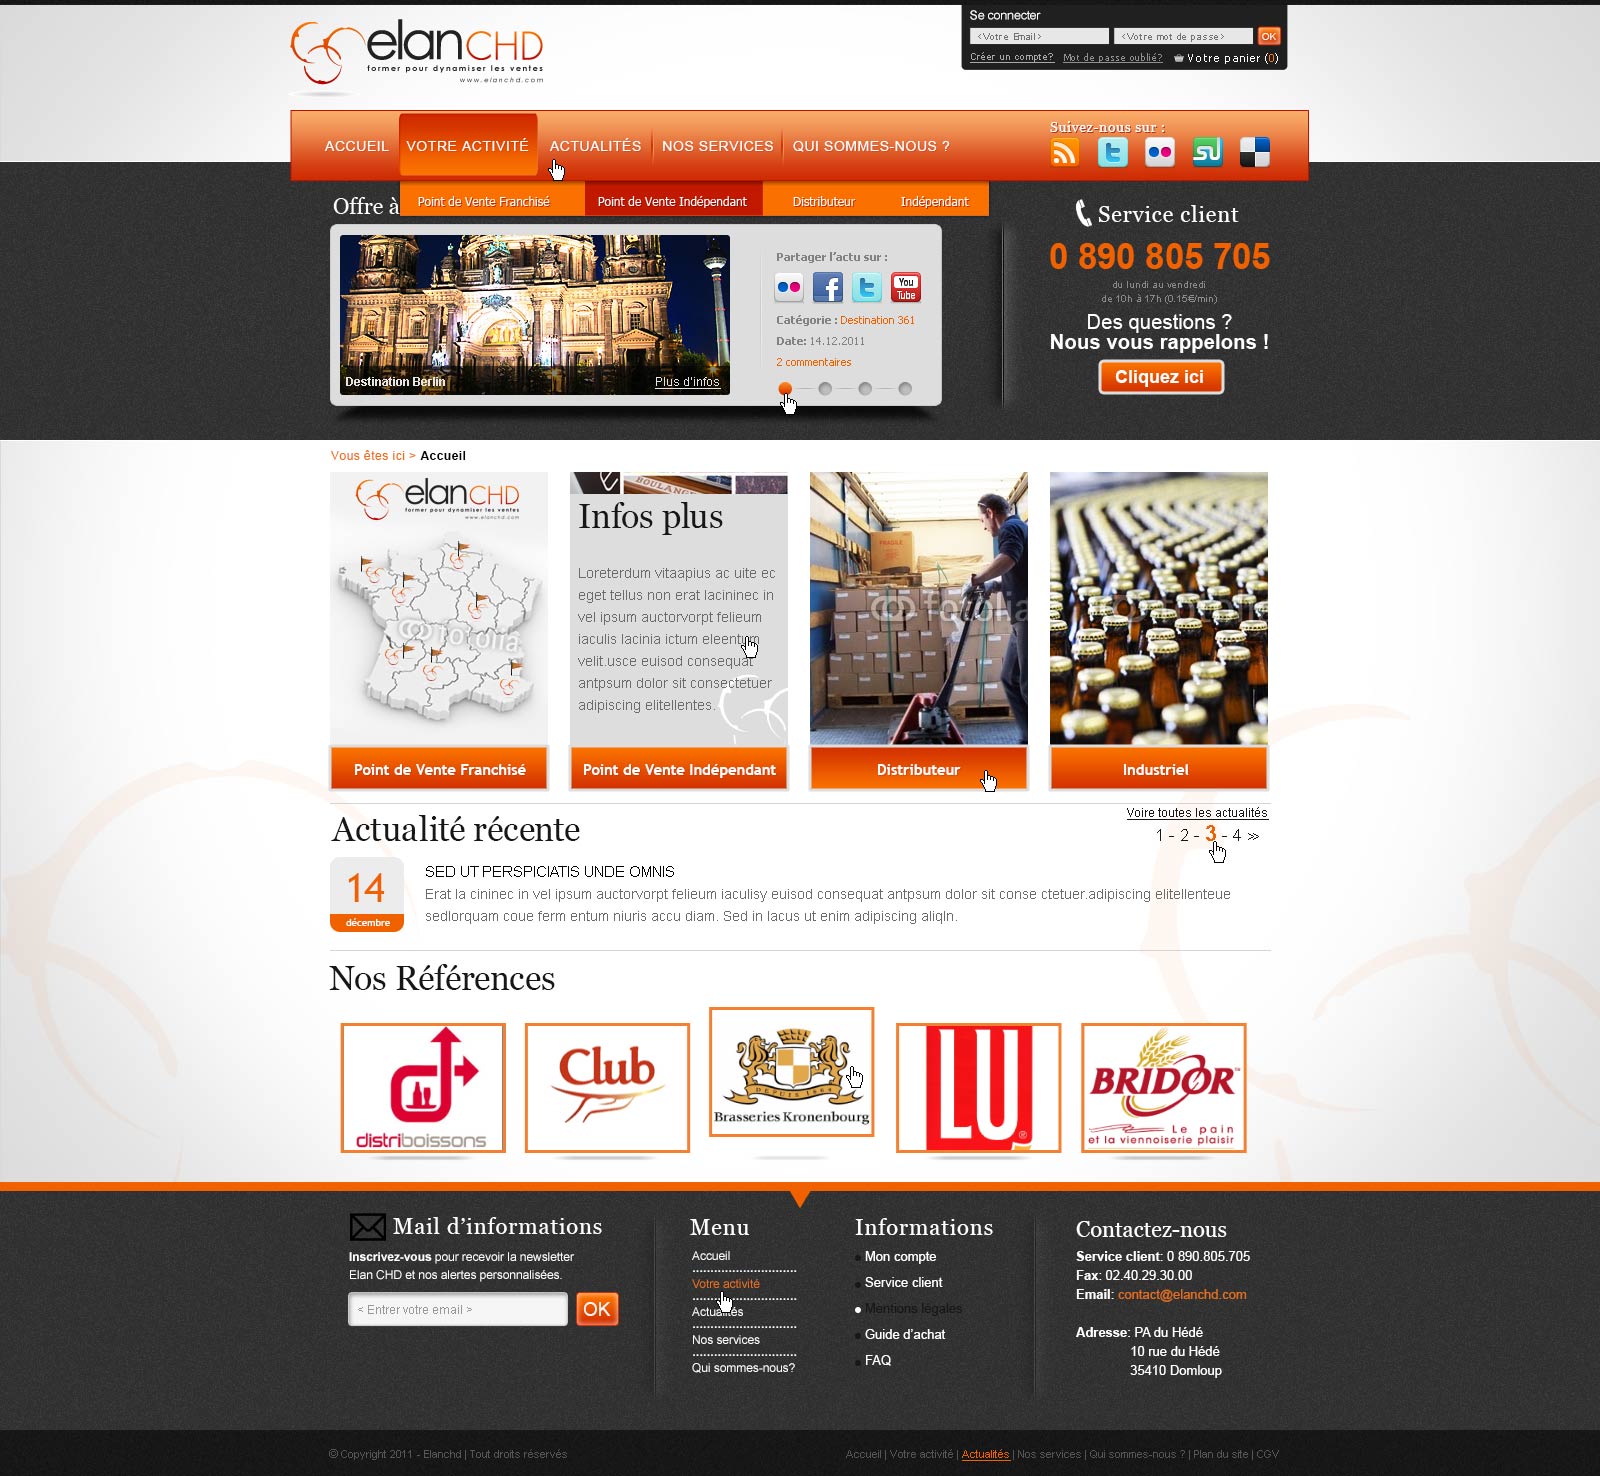 Se connecter
<Votre Email>
<Votre mot de passe>
OK
Créer un compte?
Mot de passe oublié?
Votre panier (0)
elanCHD
former pour dynamiser les ventes
www.elanchd.com
ACCUEIL
VOTRE ACTIVITÉ
ACTUALITÉS
NOS SERVICES
QUI SOMMES-NOUS ?
Suivez-nous sur :
Point de Vente Franchisé
Point de Vente Indépendant
Distributeur
Indépendant
Offre à
Destination Berlin
Plus d'infos
Partager l'actu sur :
You
Tube
Catégorie : Destination 361
Date: 14.12.2011
2 commentaires
Service client
0 890 805 705
du lundi au vendredi
de 10h à 17h (0.15€/min)
Des questions ?
Nous vous rappelons !
Cliquez ici
Vous êtes ici > Accueil
elanCHD
former pour dynamiser les ventes
www.elanchd.com
fotolia
Point de Vente Franchisé
BOULANG
Infos plus
Loreterdum vitaapius ac uite ec
eget tellus non erat lacininec in
vel ipsum auctorvorpt felieum
iaculis lacinia ictum eleentum
velit.usce euisod consequat
antpsum dolor sit consectetuer
adipiscing elitellentes.
Point de Vente Indépendant
FRAGILE
fotolia
Distributeur
Industriel
Actualité récente
Voire toutes les actualités
1 - 2 - 3 - 4 >>
14
décembre
SED UT PERSPICIATIS UNDE OMNIS
Erat la cininec in vel ipsum auctorvorpt felieum iaculisy euisod consequat antpsum dolor sit conse ctetuer.adipiscing elitellenteue
sedlorquam coue ferm entum niuris accu diam. Sed in lacus ut enim adipiscing aliqln.
Nos Références
distriboissons
Club
DEPUIS 1664
Brasseries Kronenbourg
LU
BRIDOR
Le pain
et la viennoiserie plaisir
Mail d'informations
Inscrivez-vous pour recevoir la newsletter
Elan CHD et nos alertes personnalisées.
< Entrer votre email >
OK
Menu
Accueil
Votre activité
Actualités
Nos services
Qui sommes-nous?
Informations
Mon compte
Service client
Mentions légales
Guide d'achat
FAQ
Contactez-nous
Service client: 0 890.805.705
Fax: 02.40.29.30.00
Email: contact@elanchd.com
Adresse: PA du Hédé
10 rue du Hédé
35410 Domloup
© Copyright 2011 - Elanchd | Tout droits réservés
Accueil | Votre activité | Actualités | Nos services | Qui sommes-nous ? | Plan du site | CGV